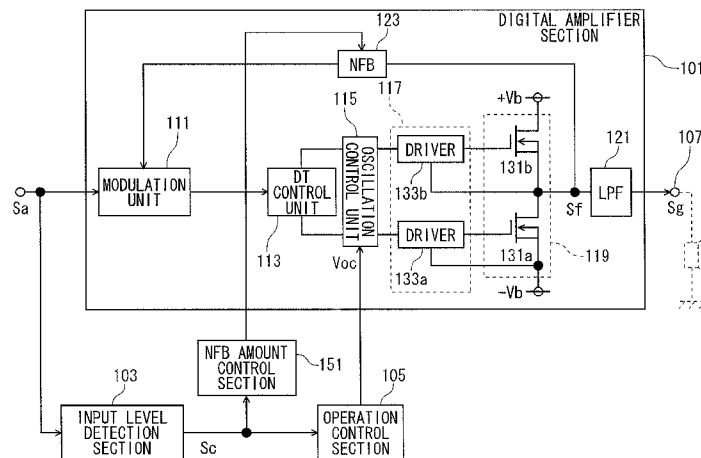 DIGITAL AMPLIFIER
SECTION
123
NFB
101
117
115
+Vb
111
121
107
DRIVER
131b
133b
Sa
MODULATION
UNIT
DT
CONTROL
UNIT
OSCILLATION
CONTROL UNIT
LPF
Sf
Sg
113
DRIVER
133a
131a
119
Voc
-Vb
NFB AMOUNT
CONTROL
SECTION
151
103
105
INPUT LEVEL
DETECTION
SECTION
Sc
OPERATION
CONTROL
SECTION